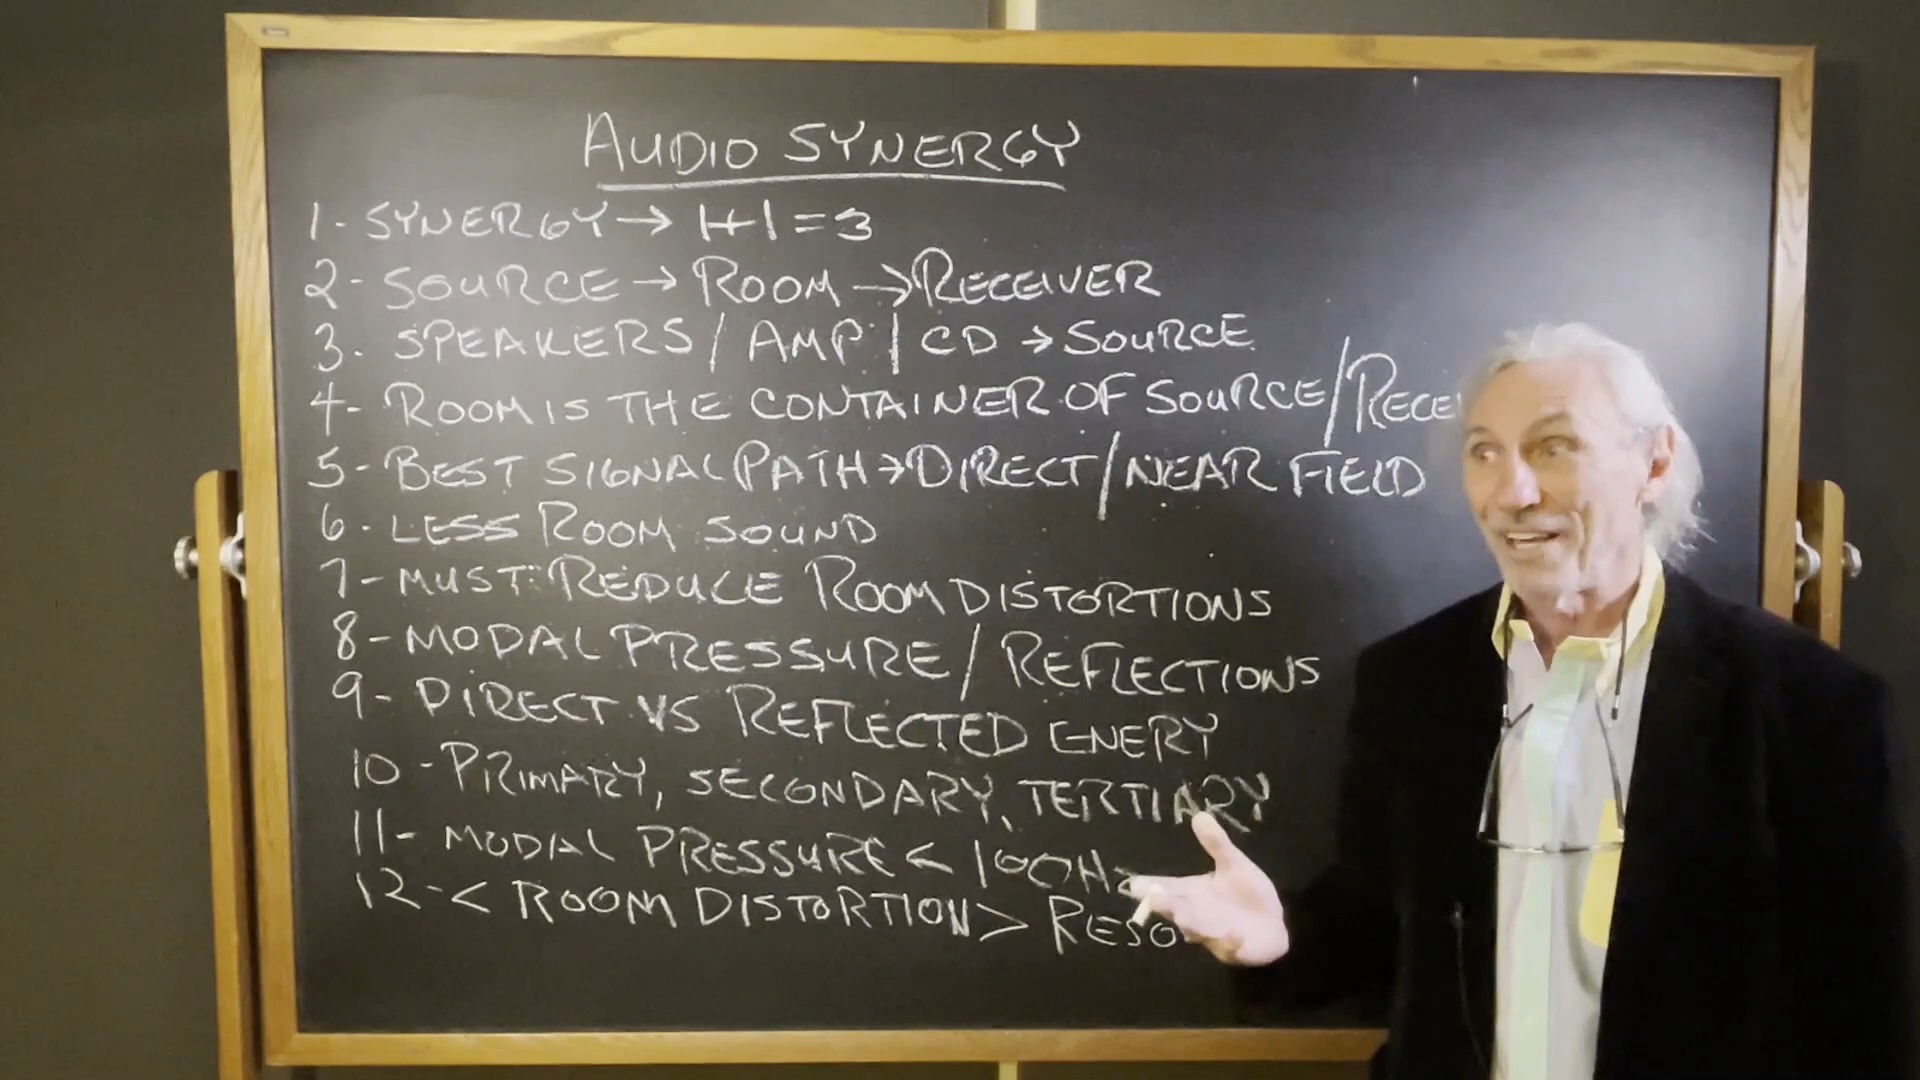 AUDIO SYNERGY
1- SYNERGY → 1+1=3
2- SOURCE → ROOM → RECEIVER
3. SPEAKERS / AMP / CD → SOURCE
4- ROOM IS THE CONTAINER OF SOURCE/
5- BEST SIGNAL PATH → DIRECT/NEAR FIELD
6- LESS ROOM SOUND
7- MUST REDUCE ROOM DISTORTIONS
8- MODAL PRESSURE / REFLECTIONS
9- DIRECT VS REFLECTED ENERY
10- PRIMARY, SECONDARY, TERTIARY
11- MODAL PRESSURE < 100Hz
12- < ROOM DISTORTION >